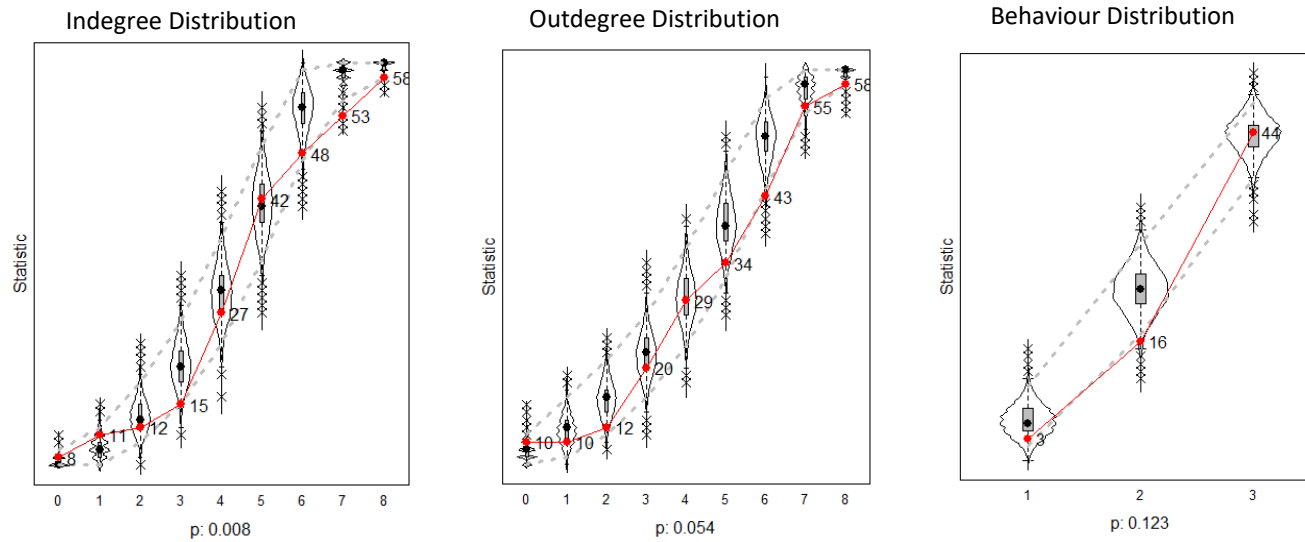 Indegree Distribution
Outdegree Distribution
Behaviour Distribution
Statistic
8
11
12
15
27
42
48
53
58
0 1 2 3 4 5 6 7 8
p: 0.008
Statistic
10
10
12
20
29
34
43
55
58
0 1 2 3 4 5 6 7 8
p: 0.054
Statistic
3
16
44
1 2 3
p: 0.123